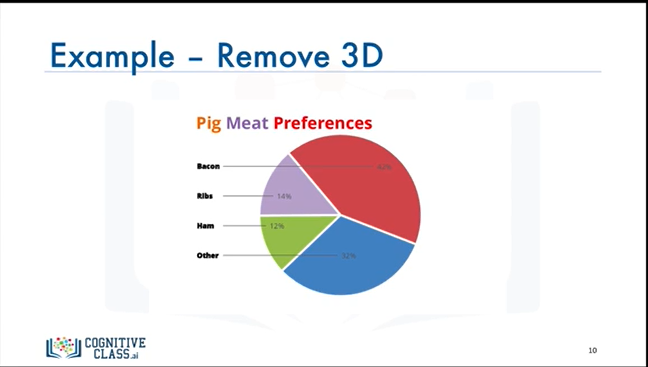 Example – Remove 3D
Pig Meat Preferences
Bacon 42%
Ribs 14%
Ham 12%
Other 32%
COGNITIVE
CLASS.ai
10